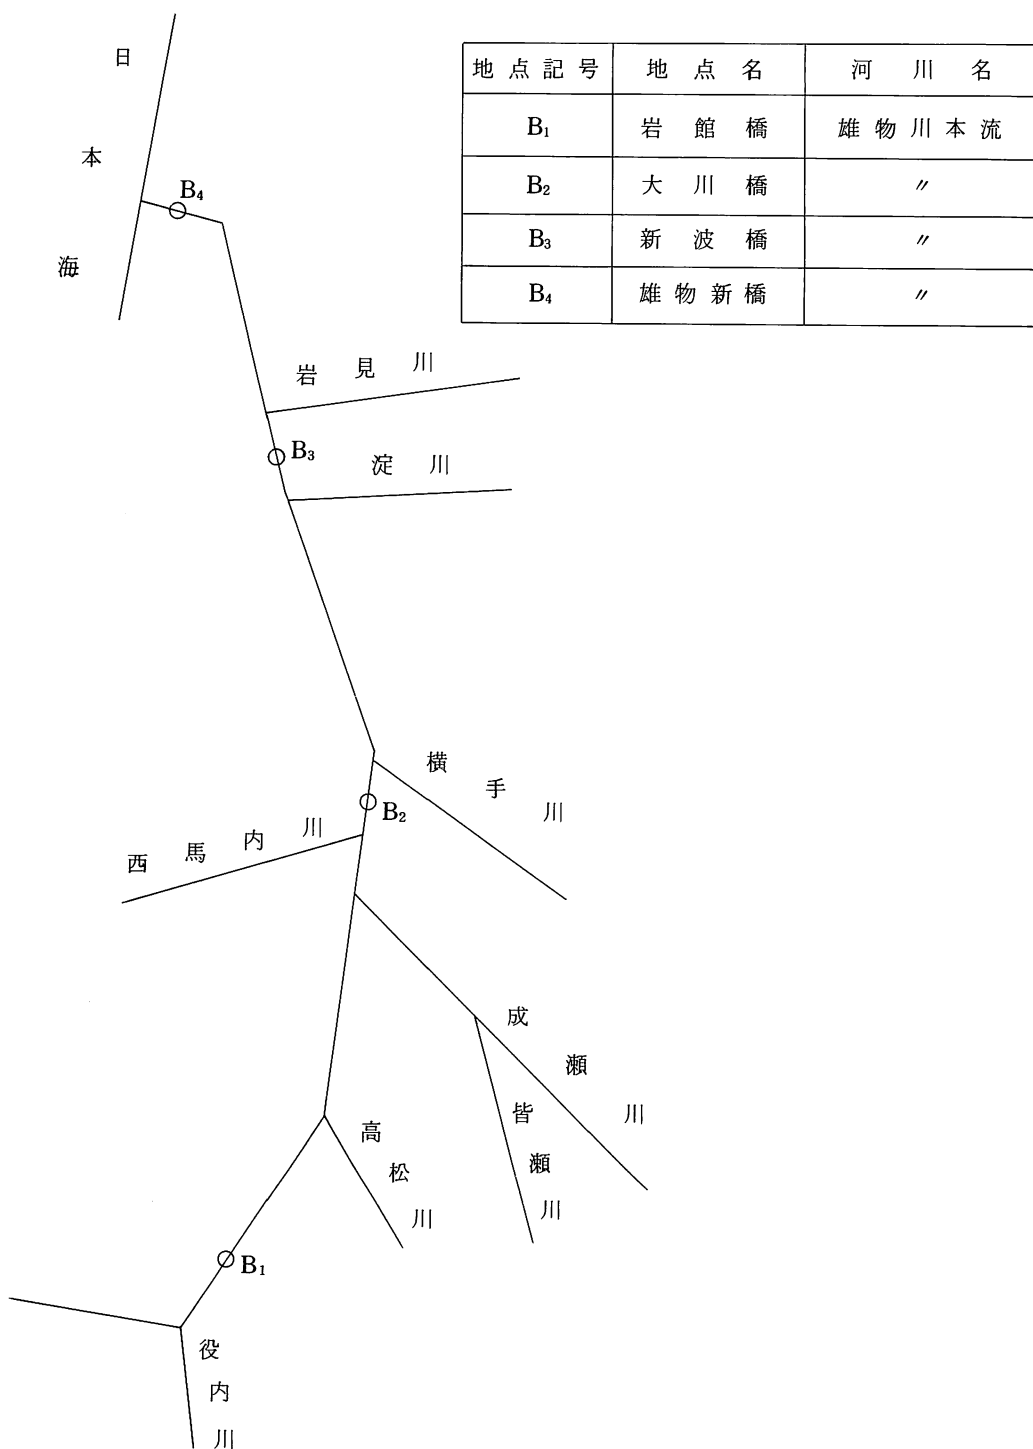 日本海
地点記号 地点名 河川名
B₁ 岩館橋 雄物川本流
B₂ 大川橋 〃
B₃ 新波橋 〃
B₄ 雄物新橋 〃
B₄
岩見川
B₃
淀川
横手川
B₂
西馬内川
成瀬川
皆瀬川
高松川
B₁
役内川